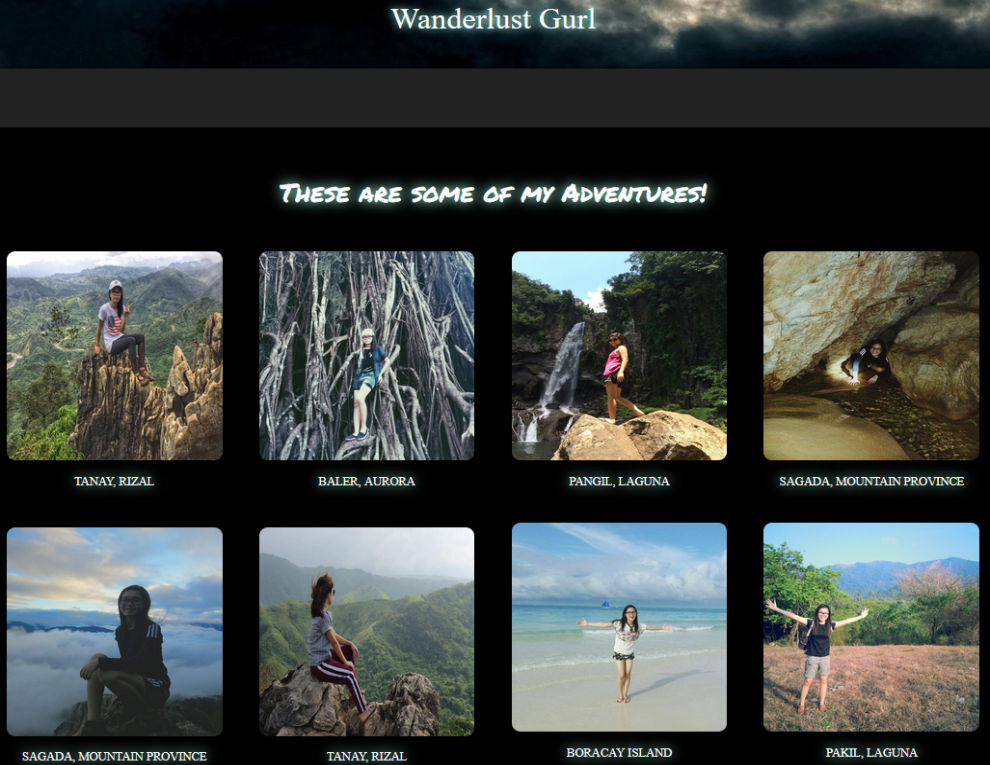 Wanderlust Gurl
These are some of my Adventures!
TANAY, RIZAL
BALER, AURORA
PANGIL, LAGUNA
SAGADA, MOUNTAIN PROVINCE
SAGADA, MOUNTAIN PROVINCE
TANAY, RIZAL
BORACAY ISLAND
PAKIL, LAGUNA